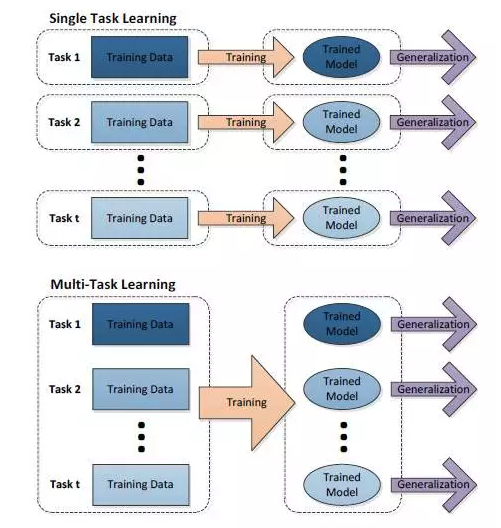 Single Task Learning
Task 1 Training Data Training Trained Model Generalization
Task 2 Training Data Training Trained Model Generalization
Task t Training Data Training Trained Model Generalization
Multi-Task Learning
Task 1 Training Data Trained Model Generalization
Task 2 Training Data Training Trained Model Generalization
Task t Training Data Trained Model Generalization